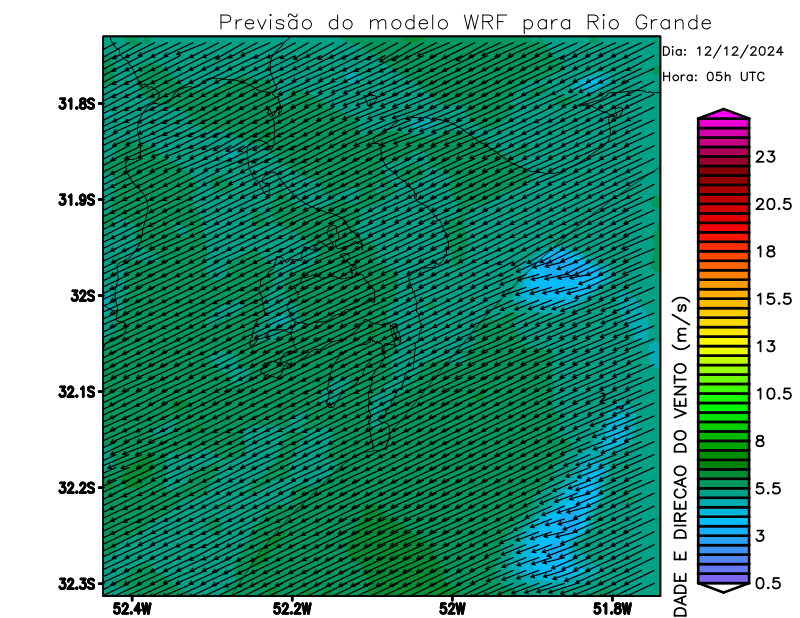 Previsão do modelo WRF para Rio Grande
Dia: 12/12/2024
Hora: 05h UTC
31.8S
31.9S
32S
32.1S
32.2S
32.3S
52.4W
52.2W
52W
51.8W
23
20.5
18
15.5
13
10.5
8
5.5
3
0.5
DADE E DIRECAO DO VENTO (m/s)